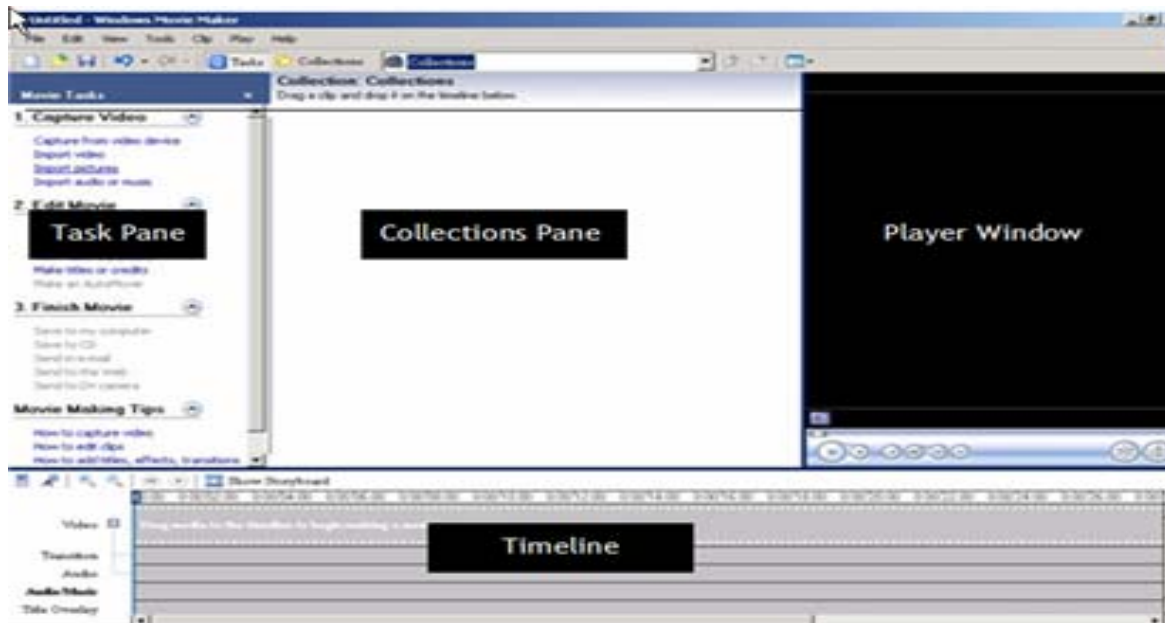 Untitled - Windows Movie Maker
File Edit View Tools Clip Play Help
Tasks Collections Collections
Movie Tasks
Collection: Collections
Drag a clip and drop it on the timeline below.
1. Capture Video
Capture from video device
Import video
Import pictures
Import audio or music
2. Edit Movie
Task Pane
Collections Pane
Player Window
Make titles or credits
Make an AutoMovie
3. Finish Movie
Save to my computer
Save to CD
Send in e-mail
Send to the Web
Send to DV camera
Movie Making Tips
How to capture video
How to edit clips
How to add titles, effects, transitions
Show Storyboard
Video
Drag media to the timeline to begin making a
Timeline
Transition
Audio
Audio/Music
Title Overlay